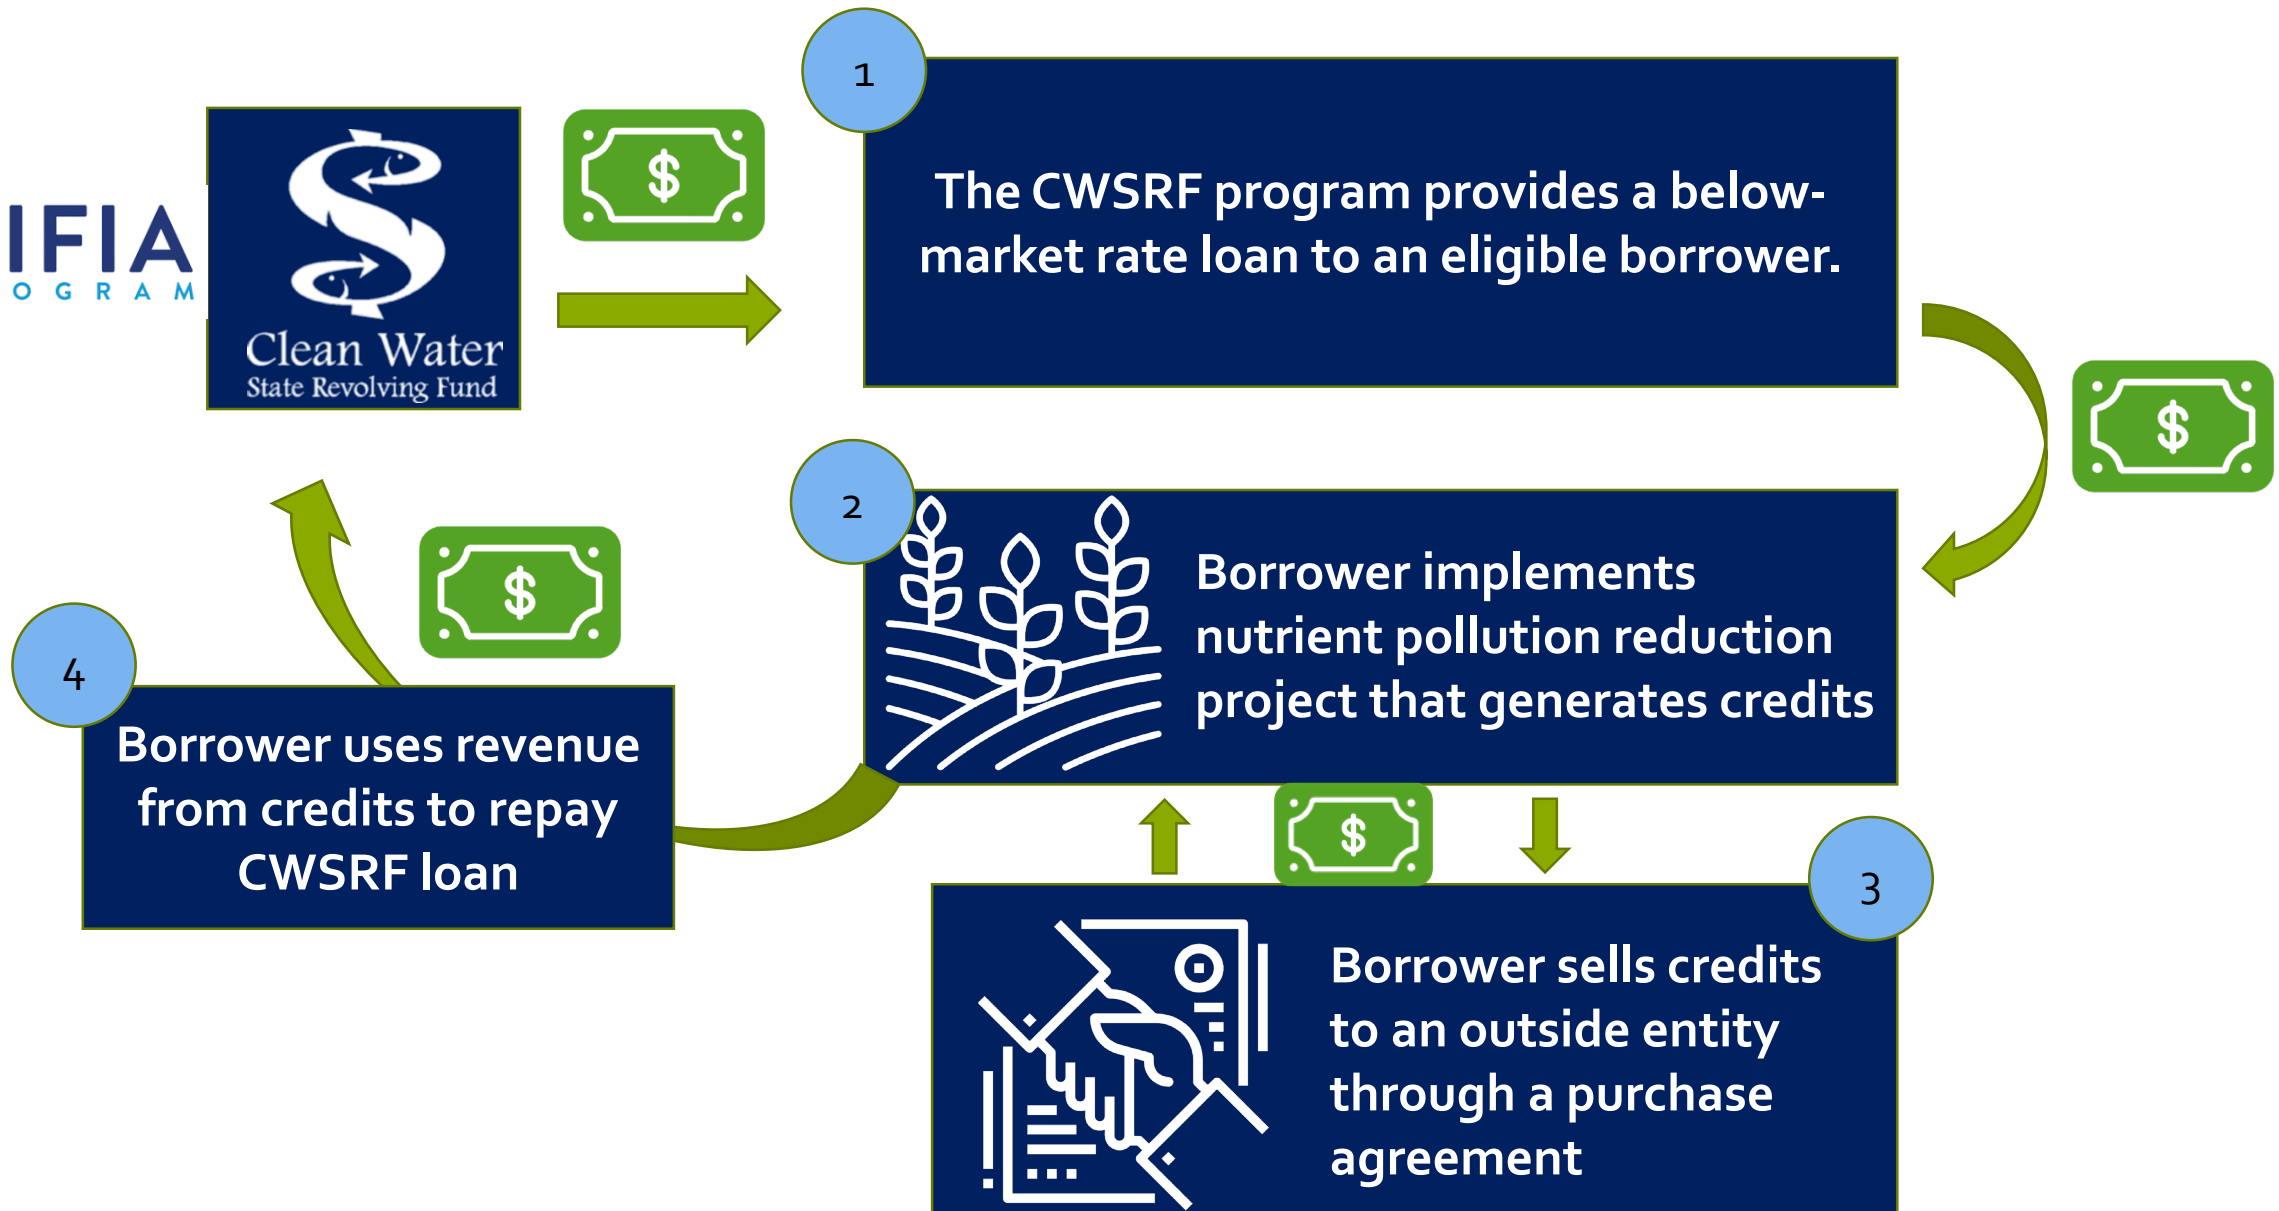 IFIA
OGRAM
Clean Water
State Revolving Fund
$
1
The CWSRF program provides a below-
market rate loan to an eligible borrower.
$
2
Borrower implements
nutrient pollution reduction
project that generates credits
$
3
Borrower sells credits
to an outside entity
through a purchase
agreement
$
4
Borrower uses revenue
from credits to repay
CWSRF loan